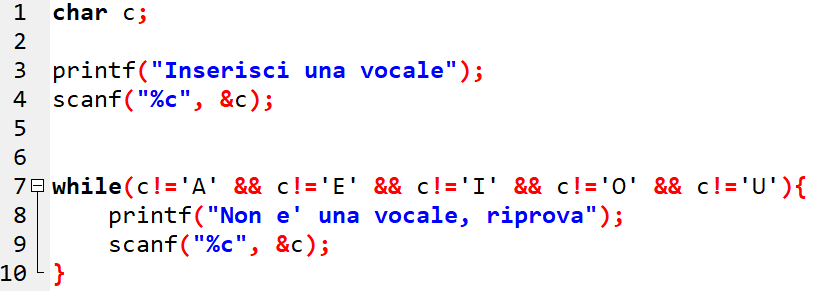 1 char c;
2
3 printf("Inserisci una vocale");
4 scanf("%c", &c);
5
6
7 while(c!='A' && c!='E' && c!='I' && c!='O' && c!='U'){
8     printf("Non e' una vocale, riprova");
9     scanf("%c", &c);
10 }